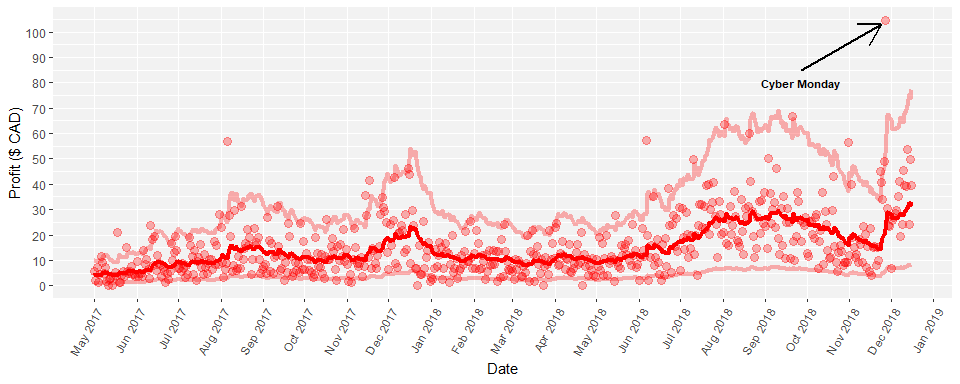 100
90
80
70
60
50
40
30
20
10
0
Profit ($ CAD)
Cyber Monday
May 2017
Jun 2017
Jul 2017
Aug 2017
Sep 2017
Oct 2017
Nov 2017
Dec 2017
Jan 2018
Feb 2018
Mar 2018
Apr 2018
May 2018
Jun 2018
Jul 2018
Aug 2018
Sep 2018
Oct 2018
Nov 2018
Dec 2018
Jan 2019
Date